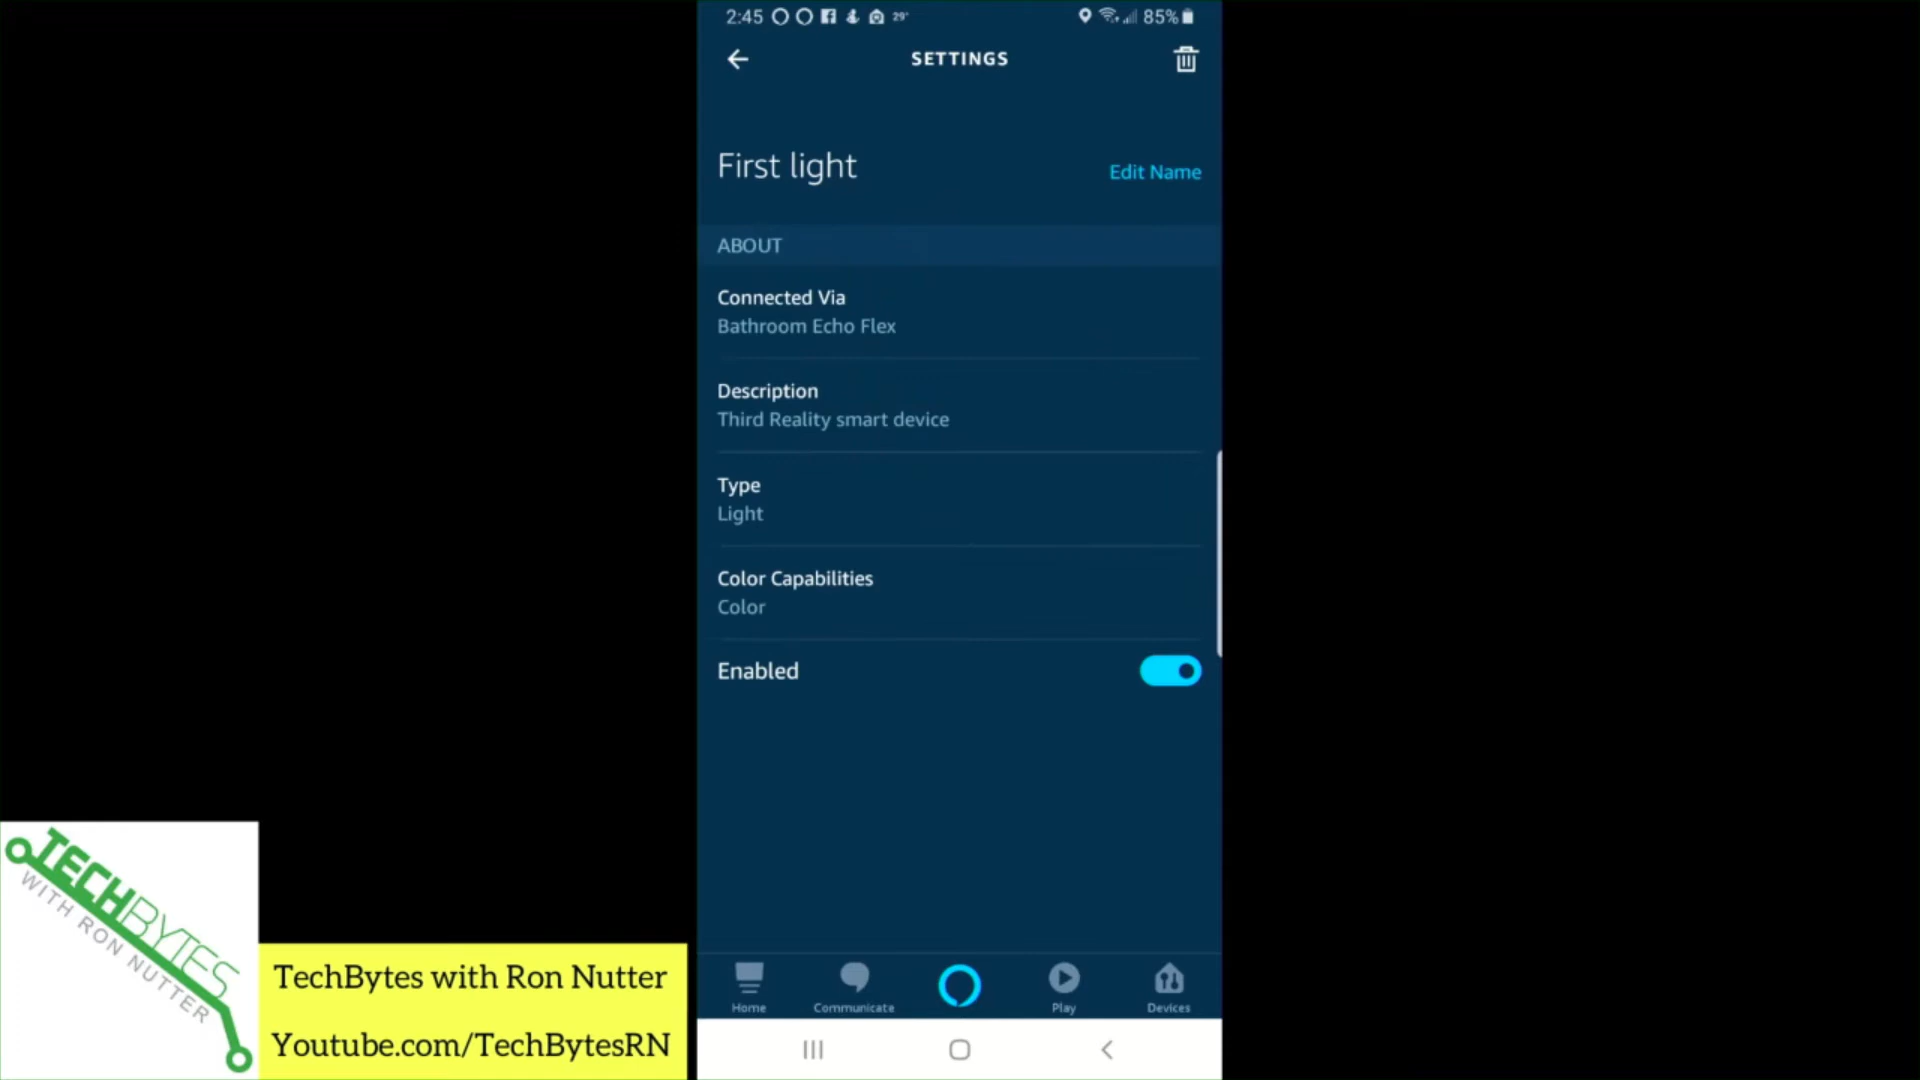 2:45 29° 85%
SETTINGS
First light
Edit Name
ABOUT
Connected Via
Bathroom Echo Flex
Description
Third Reality smart device
Type
Light
Color Capabilities
Color
Enabled
Home Communicate Play Devices
TECHBYTES
WITH RON NUTTER
TechBytes with Ron Nutter
Youtube.com/TechBytesRN